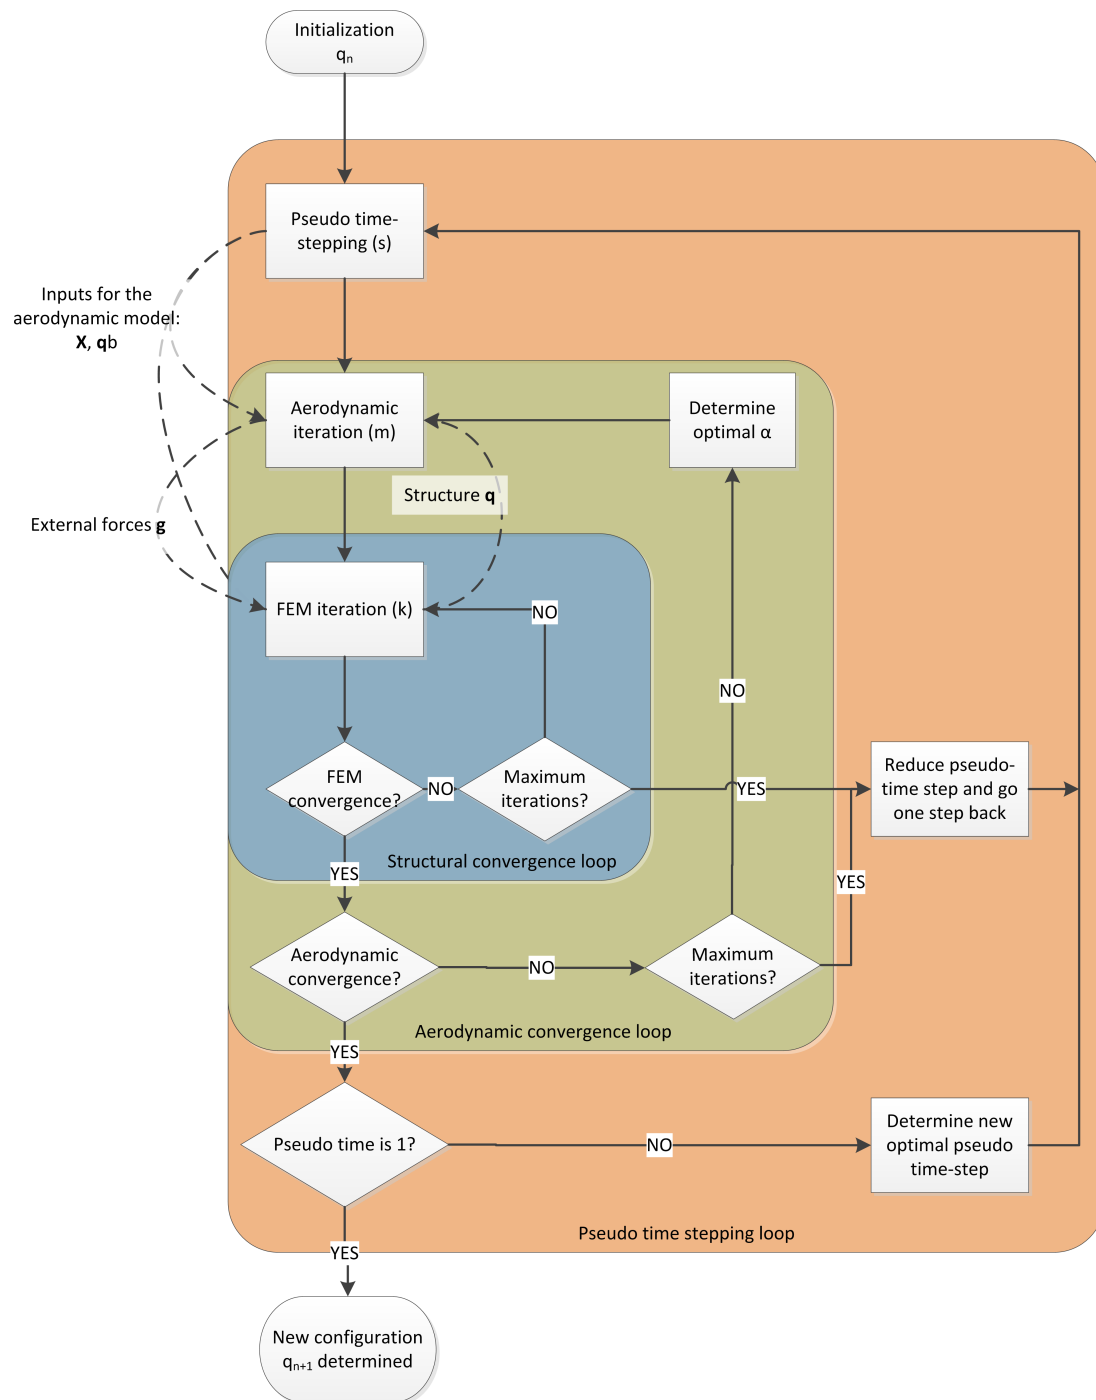 Initialization
qn
Pseudo time-
stepping (s)
Inputs for the
aerodynamic model:
X, qb
Aerodynamic
iteration (m)
Determine
optimal α
Structure q
External forces g
FEM iteration (k)
NO
NO
FEM
convergence?
NO
Maximum
iterations?
YES
Reduce pseudo-
time step and go
one step back
Structural convergence loop
YES
YES
Aerodynamic
convergence?
NO
Maximum
iterations?
Aerodynamic convergence loop
YES
Pseudo time is 1?
NO
Determine new
optimal pseudo
time-step
Pseudo time stepping loop
YES
New configuration
qn+1 determined